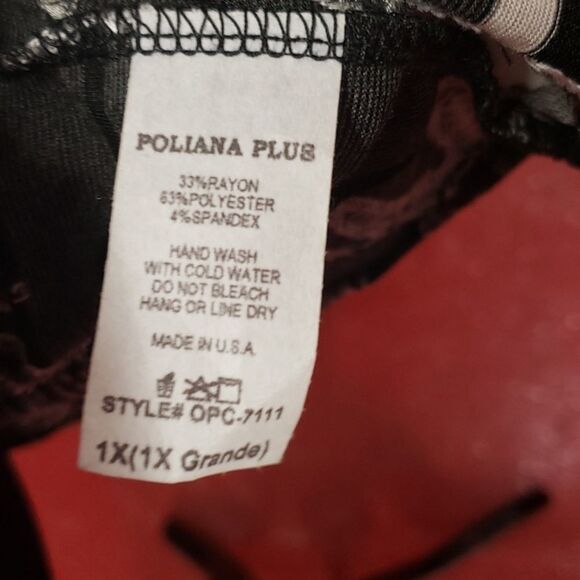 POLIANA PLUS
33%RAYON
63%POLYESTER
4%SPANDEX
HAND WASH
WITH COLD WATER
DO NOT BLEACH
HANG OR LINE DRY
MADE IN U.S.A
STYLE# OPC-7111
1X(1X Grande)